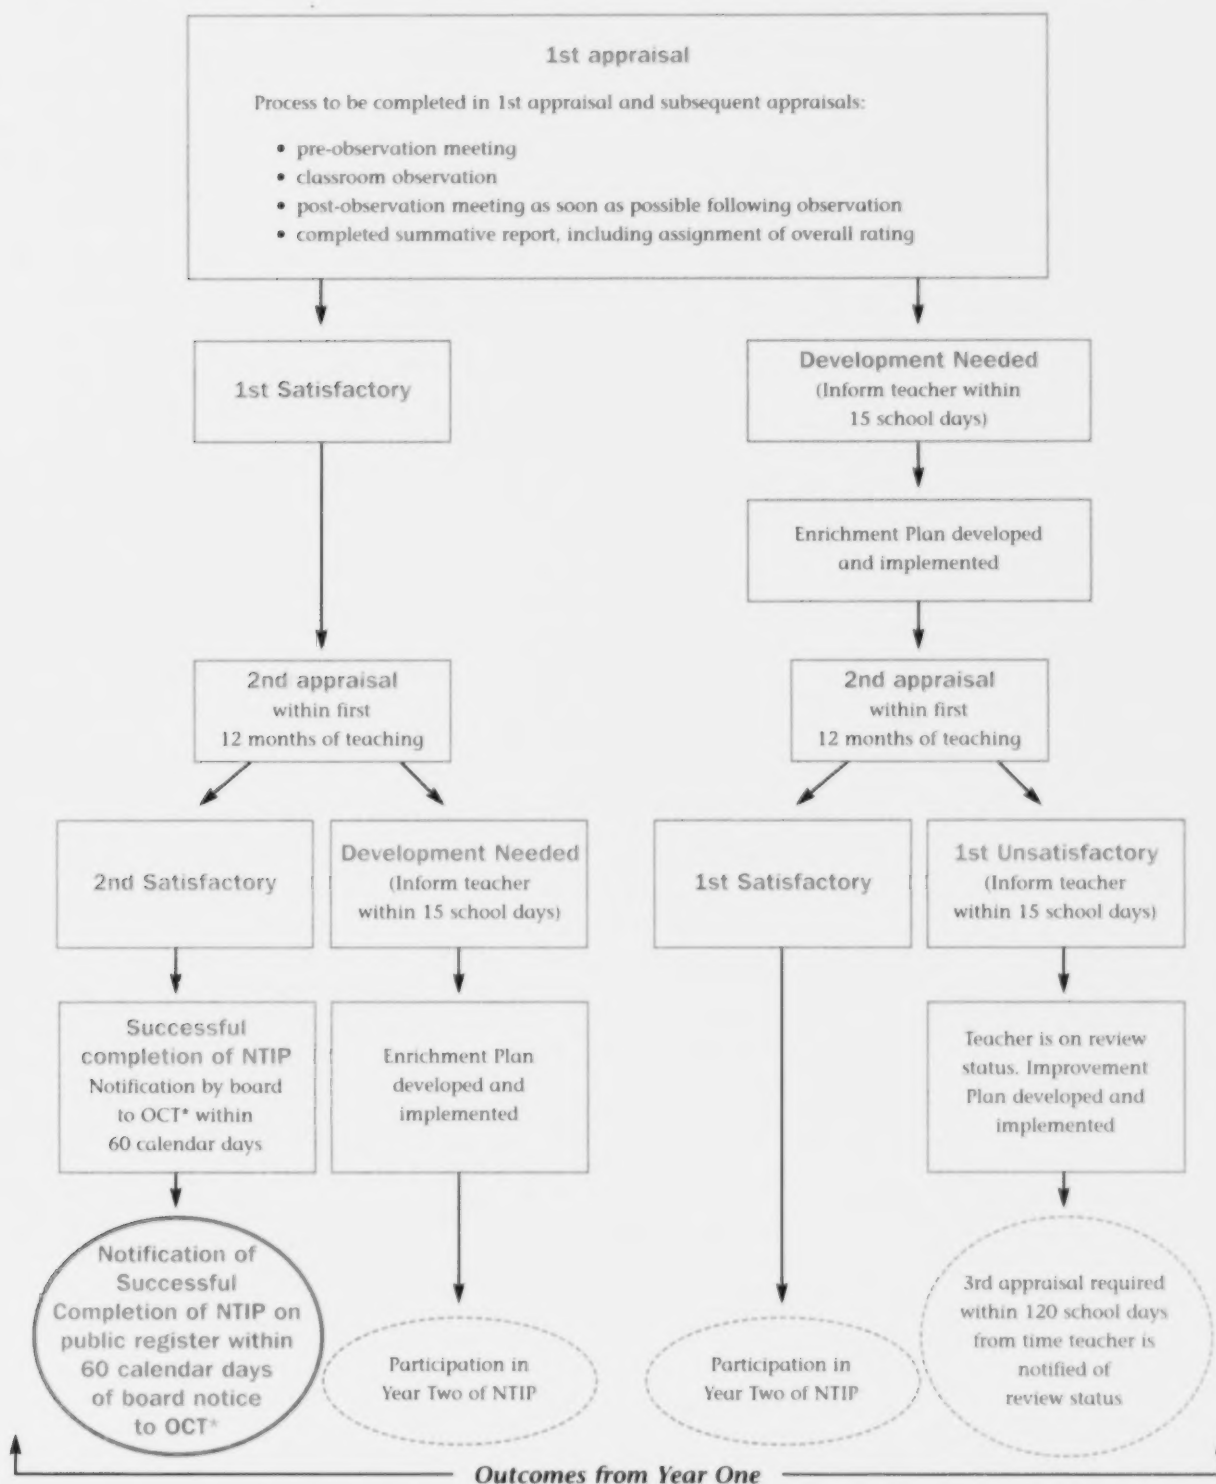 1st appraisal
Process to be completed in 1st appraisal and subsequent appraisals:
• pre-observation meeting
• classroom observation
• post-observation meeting as soon as possible following observation
• completed summative report, including assignment of overall rating
1st Satisfactory
Development Needed
(Inform teacher within
15 school days)
Enrichment Plan developed
and implemented
2nd appraisal
within first
12 months of teaching
2nd appraisal
within first
12 months of teaching
2nd Satisfactory
Development Needed
(Inform teacher
within 15 school days)
1st Satisfactory
1st Unsatisfactory
(Inform teacher
within 15 school days)
Successful
completion of NTIP
Notification by board
to OCT* within
60 calendar days
Enrichment Plan
developed and
implemented
Teacher is on review
status. Improvement
Plan developed and
implemented
Notification of
Successful
Completion of NTIP on
public register within
60 calendar days
of board notice
to OCT*
Participation in
Year Two of NTIP
Participation in
Year Two of NTIP
3rd appraisal required
within 120 school days
from time teacher is
notified of
review status
Outcomes from Year One